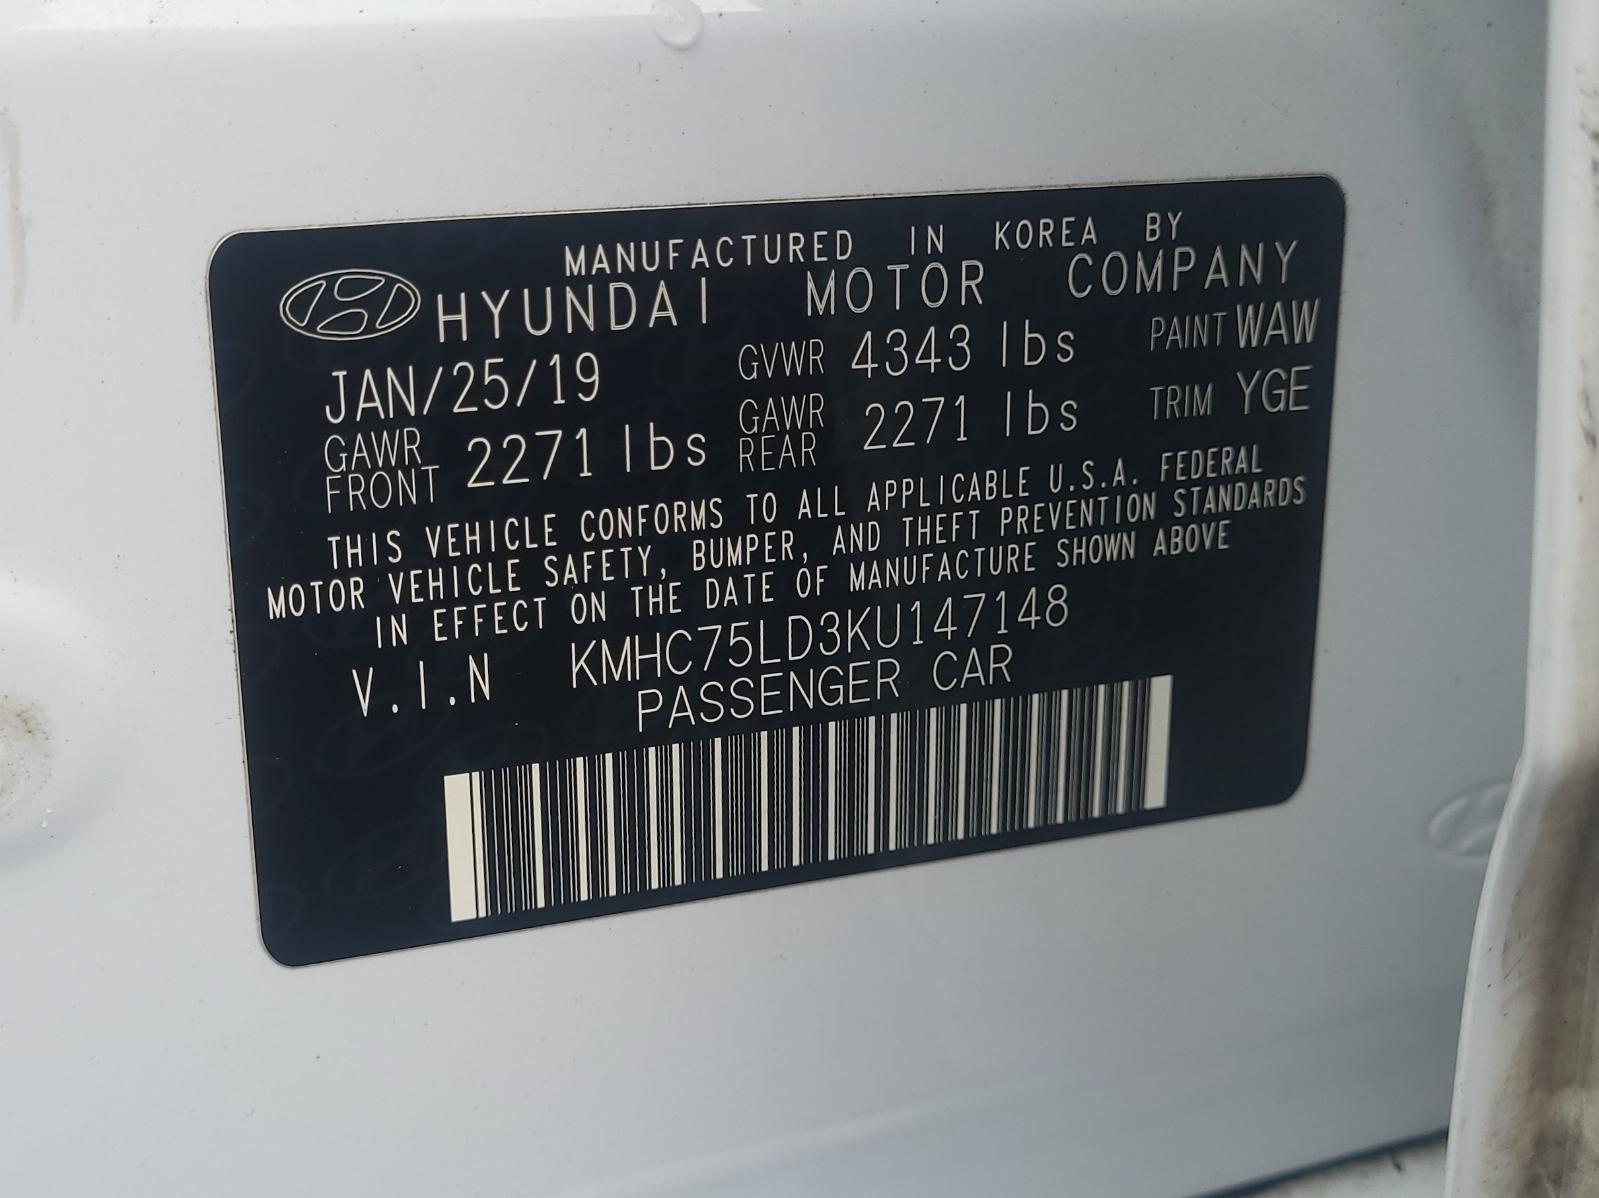 MANUFACTURED IN KOREA BY
HYUNDAI MOTOR COMPANY
JAN/25/19 GVWR 4343 lbs PAINT WAW
GAWR FRONT 2271 lbs GAWR REAR 2271 lbs TRIM YGE
THIS VEHICLE CONFORMS TO ALL APPLICABLE U.S.A. FEDERAL
MOTOR VEHICLE SAFETY, BUMPER, AND THEFT PREVENTION STANDARDS
IN EFFECT ON THE DATE OF MANUFACTURE SHOWN ABOVE
V.I.N KMHC75LD3KU147148
PASSENGER CAR